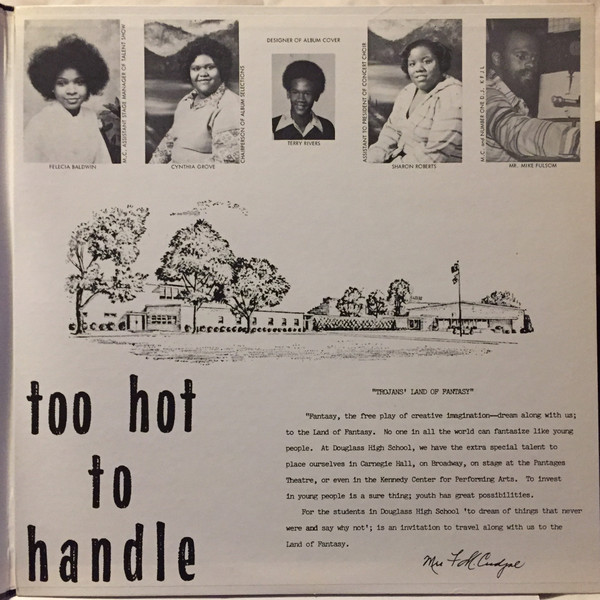 DESIGNER OF ALBUM COVER
M.C. ASSISTANT STAGE MANAGER OF TALENT SHOW
CHAIRPERSON OF ALBUM SELECTIONS
ASSISTANT TO PRESIDENT OF CONCERT CHOIR
M.C. and NUMBER ONE D.J. KFJL
FELECIA BALDWIN
CYNTHIA GROVE
TERRY RIVERS
SHARON ROBERTS
MR. MIKE FULSOM
too hot
to
handle
"TROJANS' LAND OF FANTASY"
"Fantasy, the free play of creative imagination—dream along with us;
to the Land of Fantasy. No one in all the world can fantasize like young
people. At Douglass High School, we have the extra special talent to
place ourselves in Carnegie Hall, on Broadway, on stage at the Pantages
Theatre, or even in the Kennedy Center for Performing Arts. To invest
in young people is a sure thing; youth has great possibilities.
For the students in Douglass High School 'to dream of things that never
were and say why not'; is an invitation to travel along with us to the
Land of Fantasy.
Mrs F. M. Cudjoe